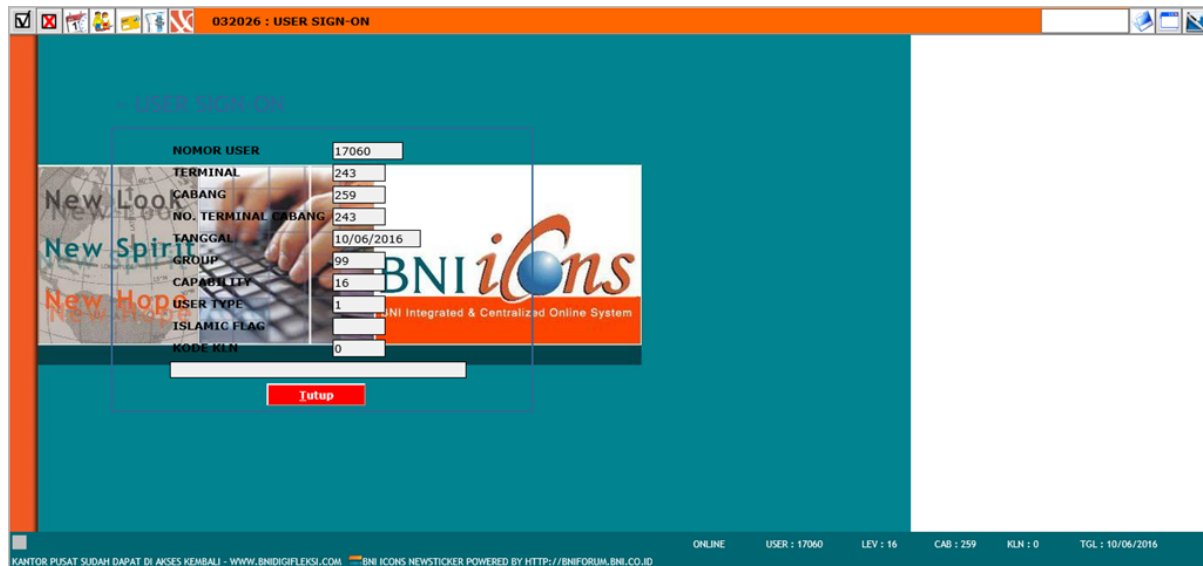 032026 : USER SIGN-ON
- USER SIGN-ON
NOMOR USER 17060
TERMINAL 243
CABANG 259
NO. TERMINAL CABANG 243
TANGGAL 10/06/2016
GROUP 99
CAPABILITY 16
USER TYPE 1
ISLAMIC FLAG
KODE KLN 0
Tutup
New Look
New Spirit
New Hope
BNI icons
BNI Integrated & Centralized Online System
ONLINE USER : 17060 LEV : 16 CAB : 259 KLN : 0 TGL : 10/06/2016
KANTOR PUSAT SUDAH DAPAT DI AKSES KEMBALI - WWW.BNIDIGIFLEKSI.COM BNI ICONS NEWSTICKER POWERED BY HTTP://BNIFORUM.BNI.CO.ID